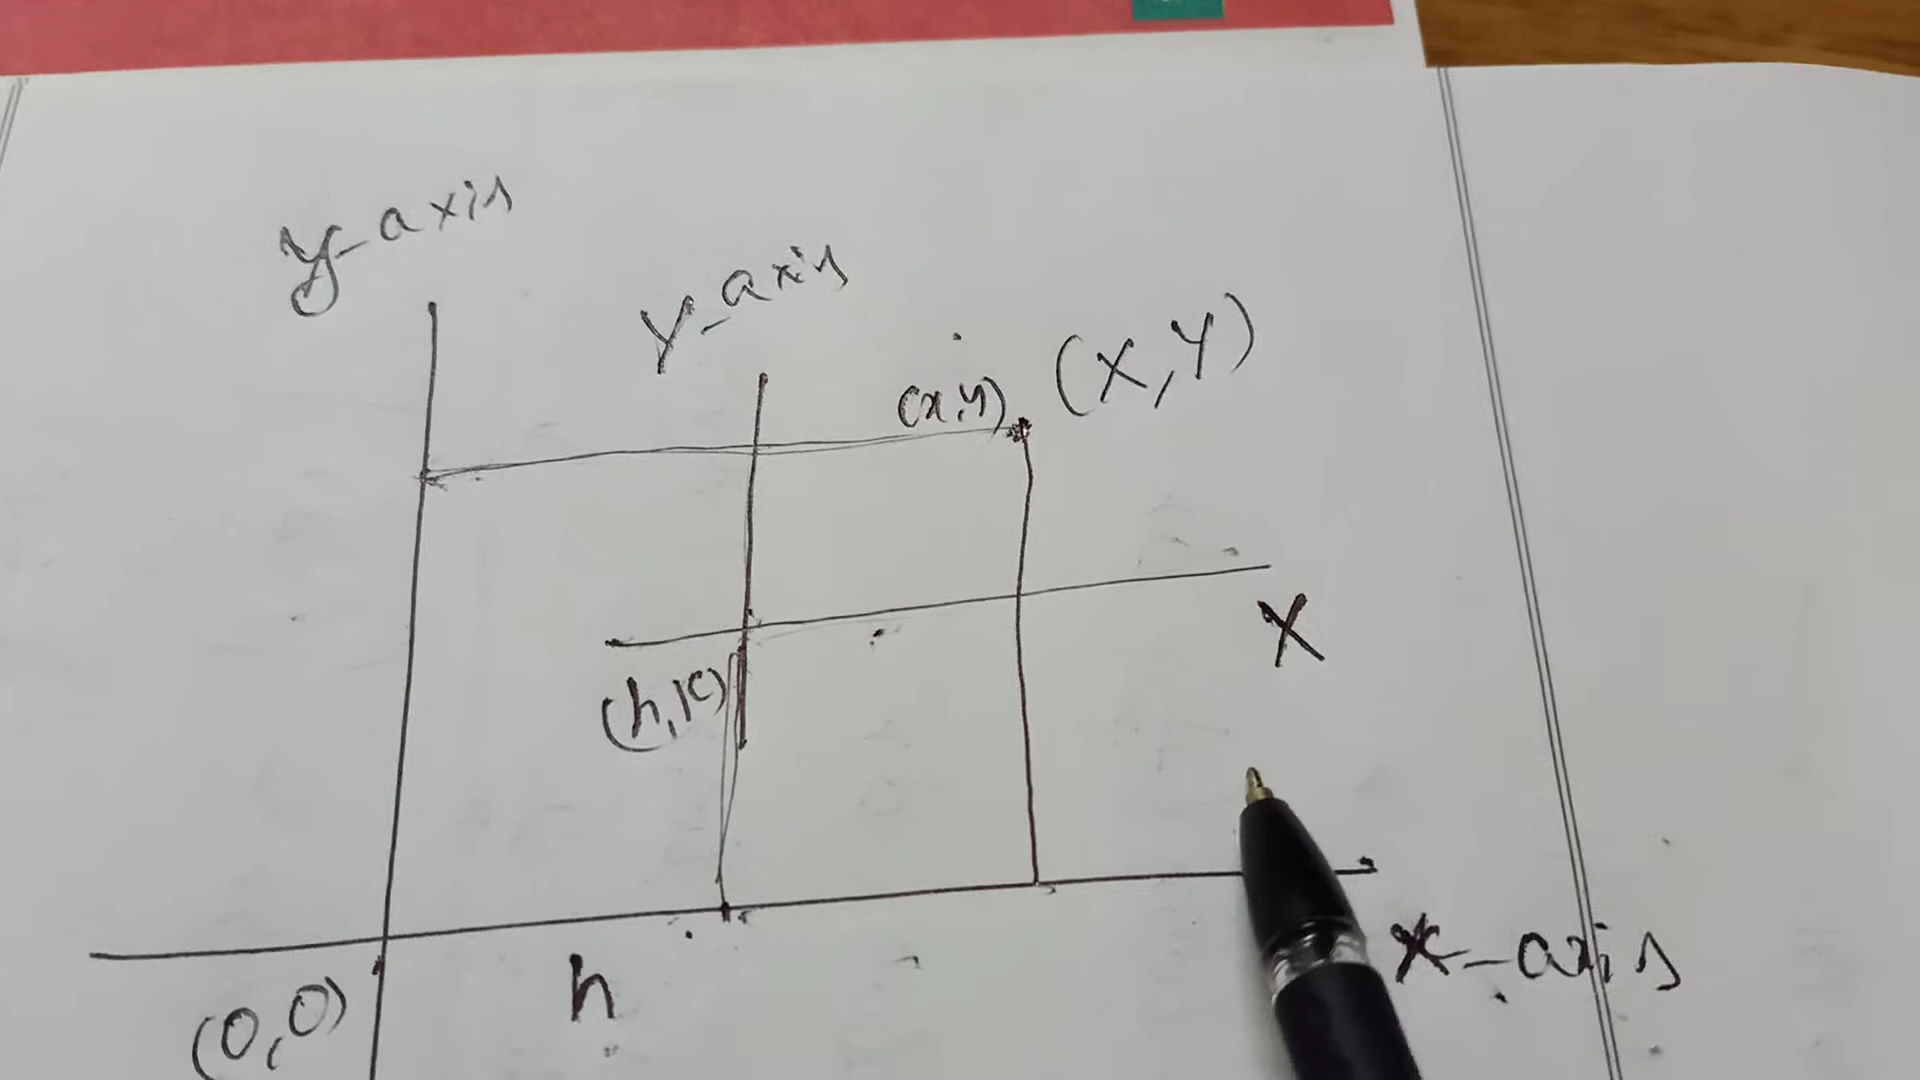 y-axis
Y-axis
(x,y) (X,Y)
X
(h,k)
x-axis
h
(0,0)